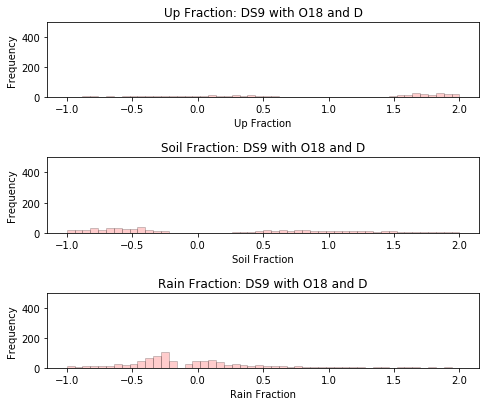 Up Fraction: DS9 with O18 and D
400
200
0
Frequency
−1.0 −0.5 0.0 0.5 1.0 1.5 2.0
Up Fraction
Soil Fraction: DS9 with O18 and D
400
200
0
Frequency
−1.0 −0.5 0.0 0.5 1.0 1.5 2.0
Soil Fraction
Rain Fraction: DS9 with O18 and D
400
200
0
Frequency
−1.0 −0.5 0.0 0.5 1.0 1.5 2.0
Rain Fraction